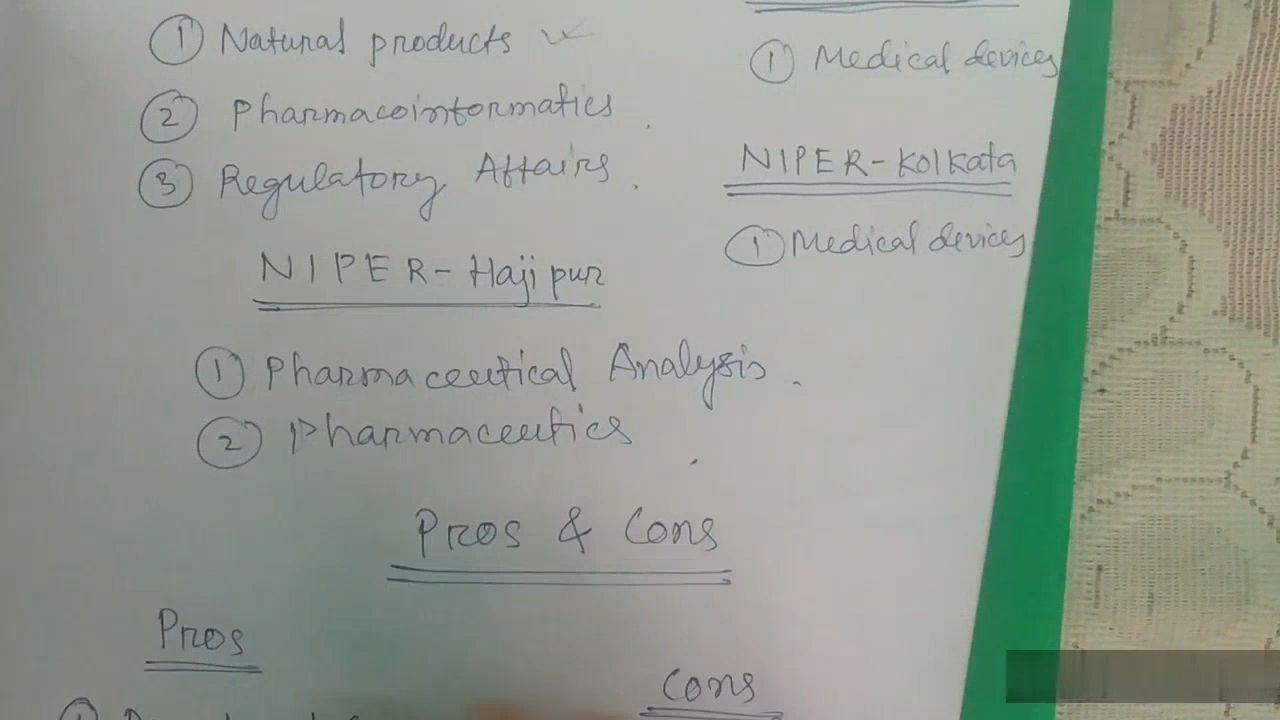 ① Natural products
② Pharmacoinformatics
③ Regulatory Affairs.
① Medical devices
NIPER-Kolkata
① Medical devices
NIPER-Hajipur
① Pharmaceutical Analysis.
② Pharmaceutics
Pros & Cons
Pros
Cons